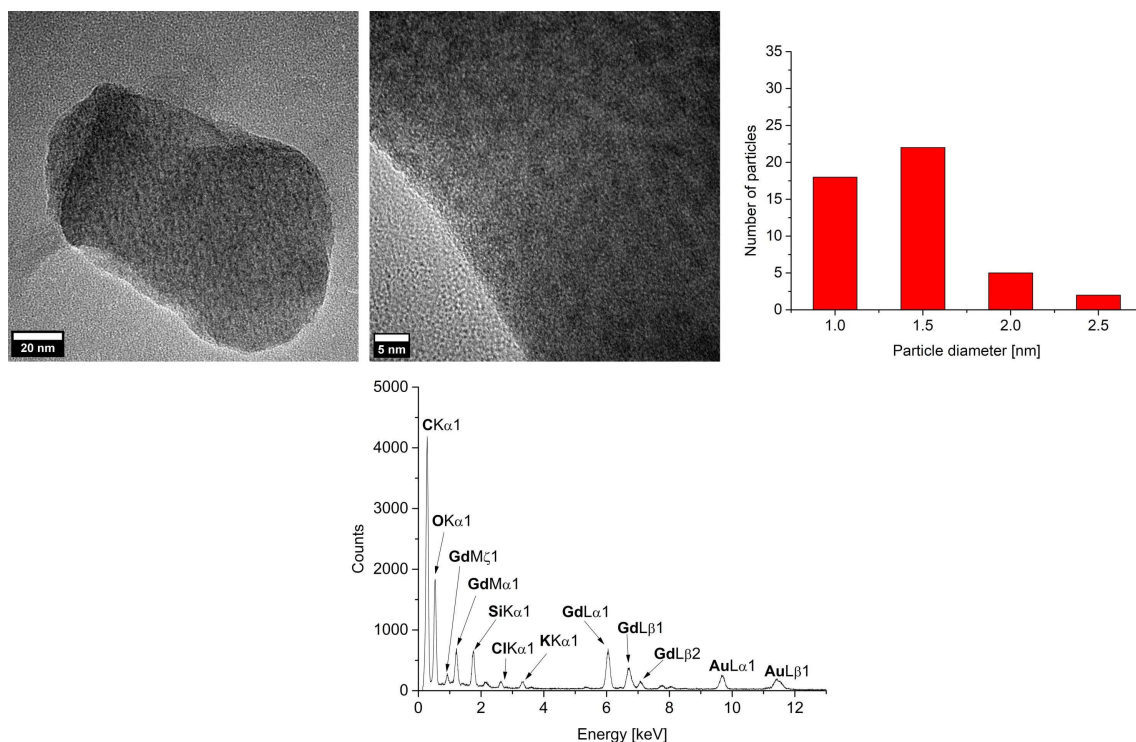 20 nm
5 nm
35
30
25
20
15
10
5
0
Number of particles
1.0 1.5 2.0 2.5
Particle diameter [nm]
5000
4000
3000
2000
1000
0
Counts
CKα1
OKα1
GdMζ1
GdMα1
SiKα1
ClKα1
KKα1
GdLα1
GdLβ1
GdLβ2
AuLα1
AuLβ1
0 2 4 6 8 10 12
Energy [keV]